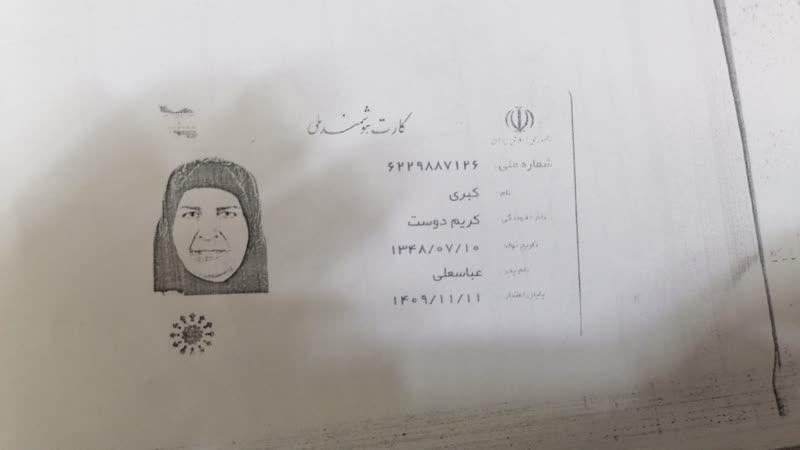 کارت هوشمند ملی
جمهوری اسلامی ایران
شماره ملی: ۶۲۲۹۸۸۷۱۲۶
نام: کبری
نام خانوادگی: کریم دوست
تاریخ تولد: ۱۳۴۸/۰۷/۱۰
نام پدر: عباسعلی
پایان اعتبار: ۱۴۰۹/۱۱/۱۱